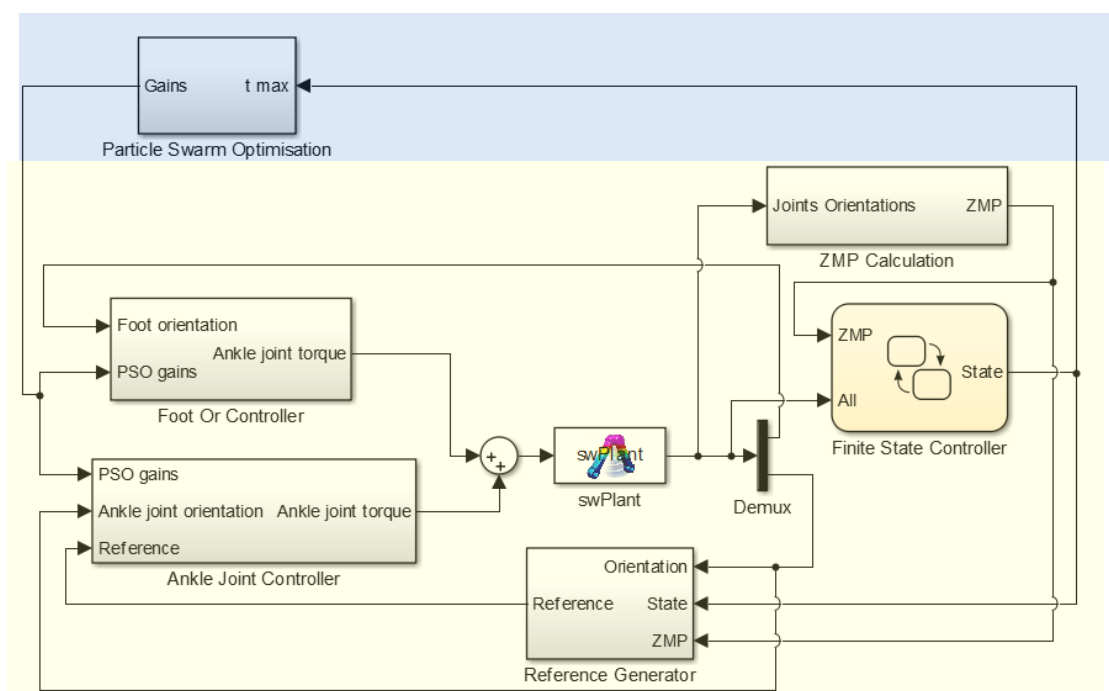 Gains t max
Particle Swarm Optimisation
Joints Orientations ZMP
ZMP Calculation
Foot orientation
Ankle joint torque
PSO gains
Foot Or Controller
ZMP
State
All
Finite State Controller
PSO gains
Ankle joint orientation Ankle joint torque
Reference
Ankle Joint Controller
+
+
swPlant
swPlant
Demux
Orientation
Reference State
ZMP
Reference Generator